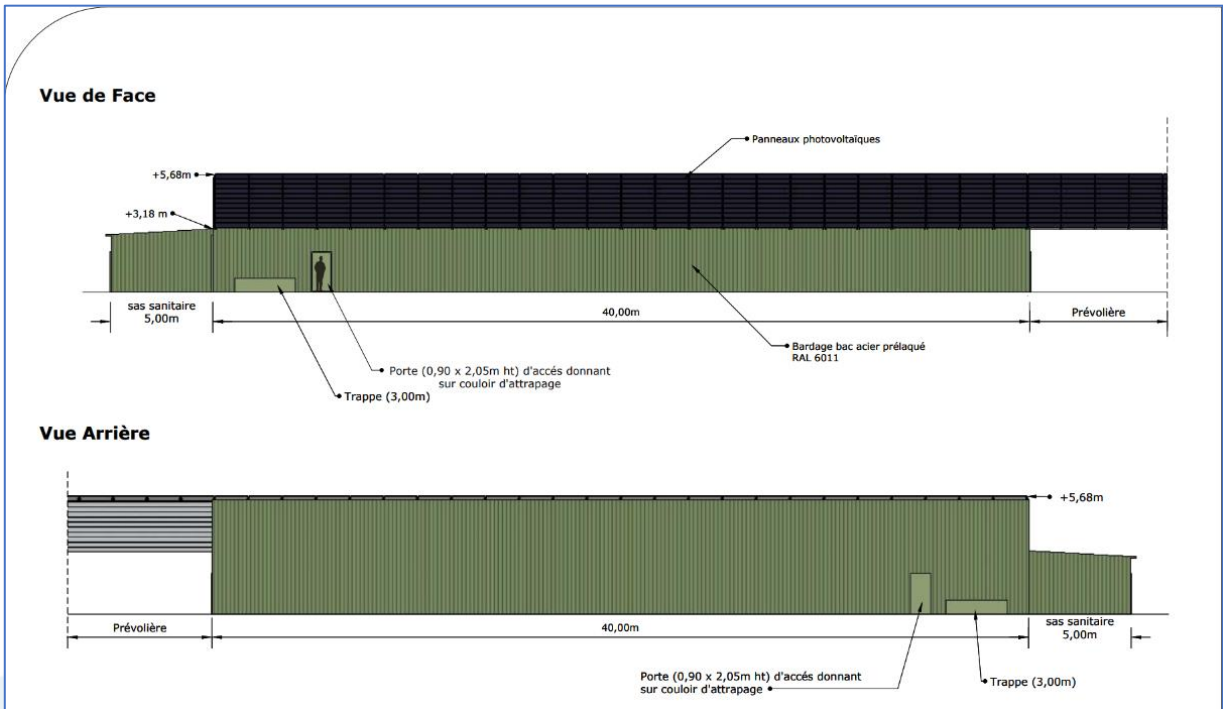 Vue de Face
Panneaux photovoltaïques
+5,68m
+3,18 m
sas sanitaire
5,00m
40,00m
Prévolière
Bardage bac acier prélaqué
RAL 6011
Porte (0,90 x 2,05m ht) d'accés donnant
sur couloir d'attrapage
Trappe (3,00m)
Vue Arrière
+5,68m
Prévolière
40,00m
sas sanitaire
5,00m
Porte (0,90 x 2,05m ht) d'accés donnant
sur couloir d'attrapage
Trappe (3,00m)